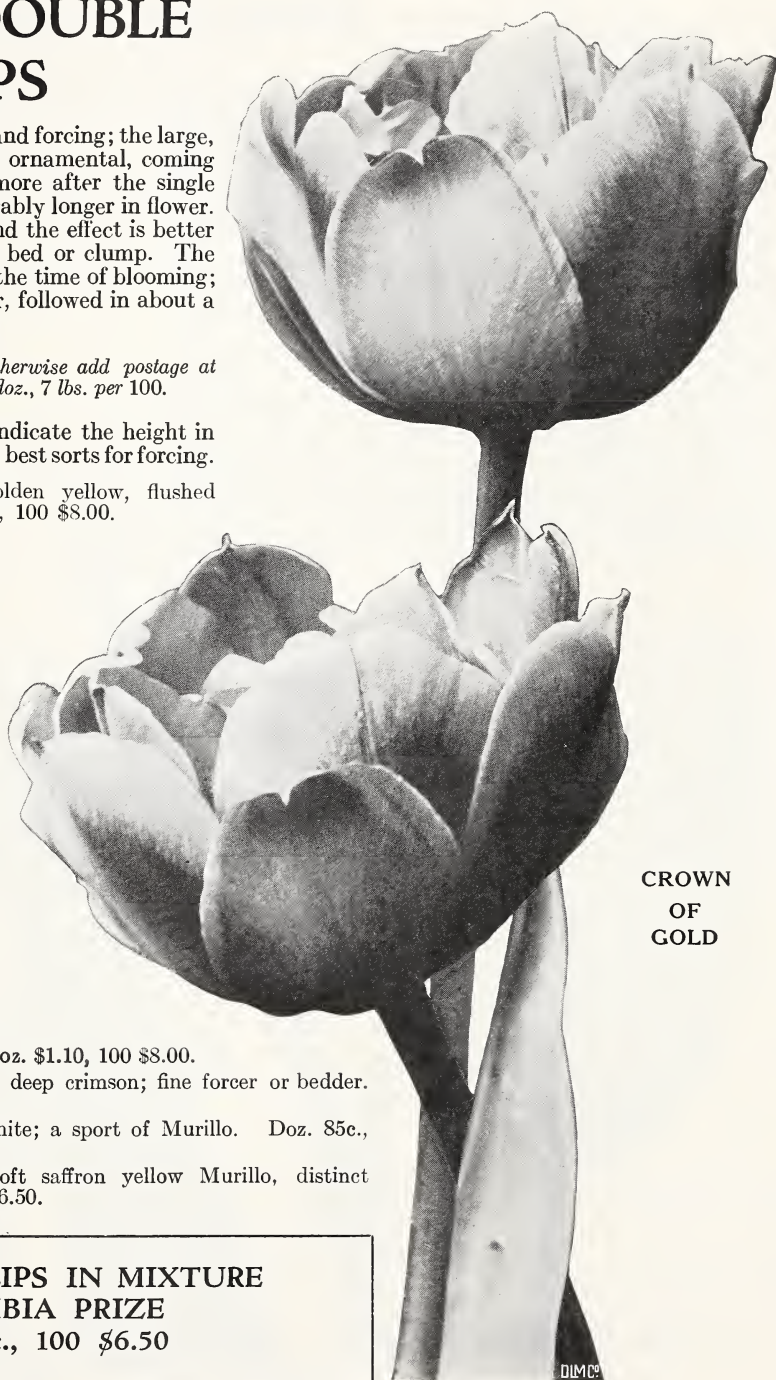 OUBLE
PS
nd forcing; the large,
ornamental, coming
more after the single
ably longer in flower.
nd the effect is better
bed or clump. The
the time of blooming;
r, followed in about a
herwise add postage at
doz., 7 lbs. per 100.
ndicate the height in
best sorts for forcing.
olden yellow, flushed
, 100 $8.00.
CROWN
OF
GOLD
oz. $1.10, 100 $8.00.
deep crimson; fine forcer or bedder.
hite; a sport of Murillo. Doz. 85c.,
oft saffron yellow Murillo, distinct
6.50.
IPS IN MIXTURE
BIA PRIZE
c., 100 $6.50
DLM Co